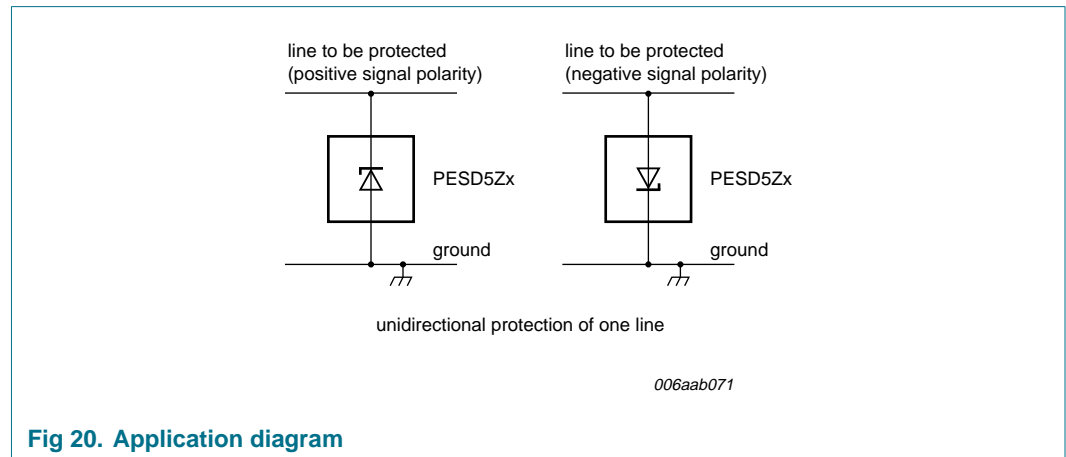 line to be protected
(positive signal polarity)
PESD5Zx
ground
line to be protected
(negative signal polarity)
PESD5Zx
ground
unidirectional protection of one line
006aab071
Fig 20. Application diagram